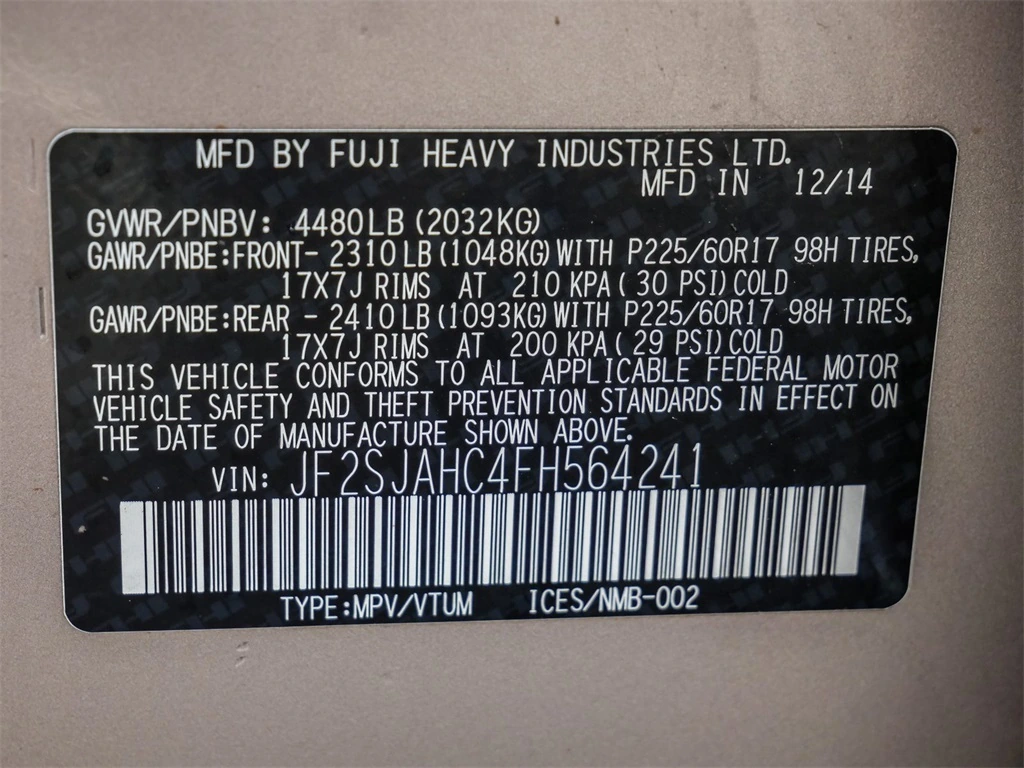 MFD BY FUJI HEAVY INDUSTRIES LTD.
MFD IN 12/14
GVWR/PNBV: 4480LB (2032KG)
GAWR/PNBE:FRONT- 2310 LB (1048KG) WITH P225/60R17 98H TIRES,
17X7J RIMS AT 210 KPA ( 30 PSI) COLD
GAWR/PNBE:REAR - 2410 LB (1093KG) WITH P225/60R17 98H TIRES,
17X7J RIMS AT 200 KPA ( 29 PSI) COLD
THIS VEHICLE CONFORMS TO ALL APPLICABLE FEDERAL MOTOR
VEHICLE SAFETY AND THEFT PREVENTION STANDARDS IN EFFECT ON
THE DATE OF MANUFACTURE SHOWN ABOVE.
VIN: JF2SJAHC4FH564241
TYPE:MPV/VTUM ICES/NMB-002